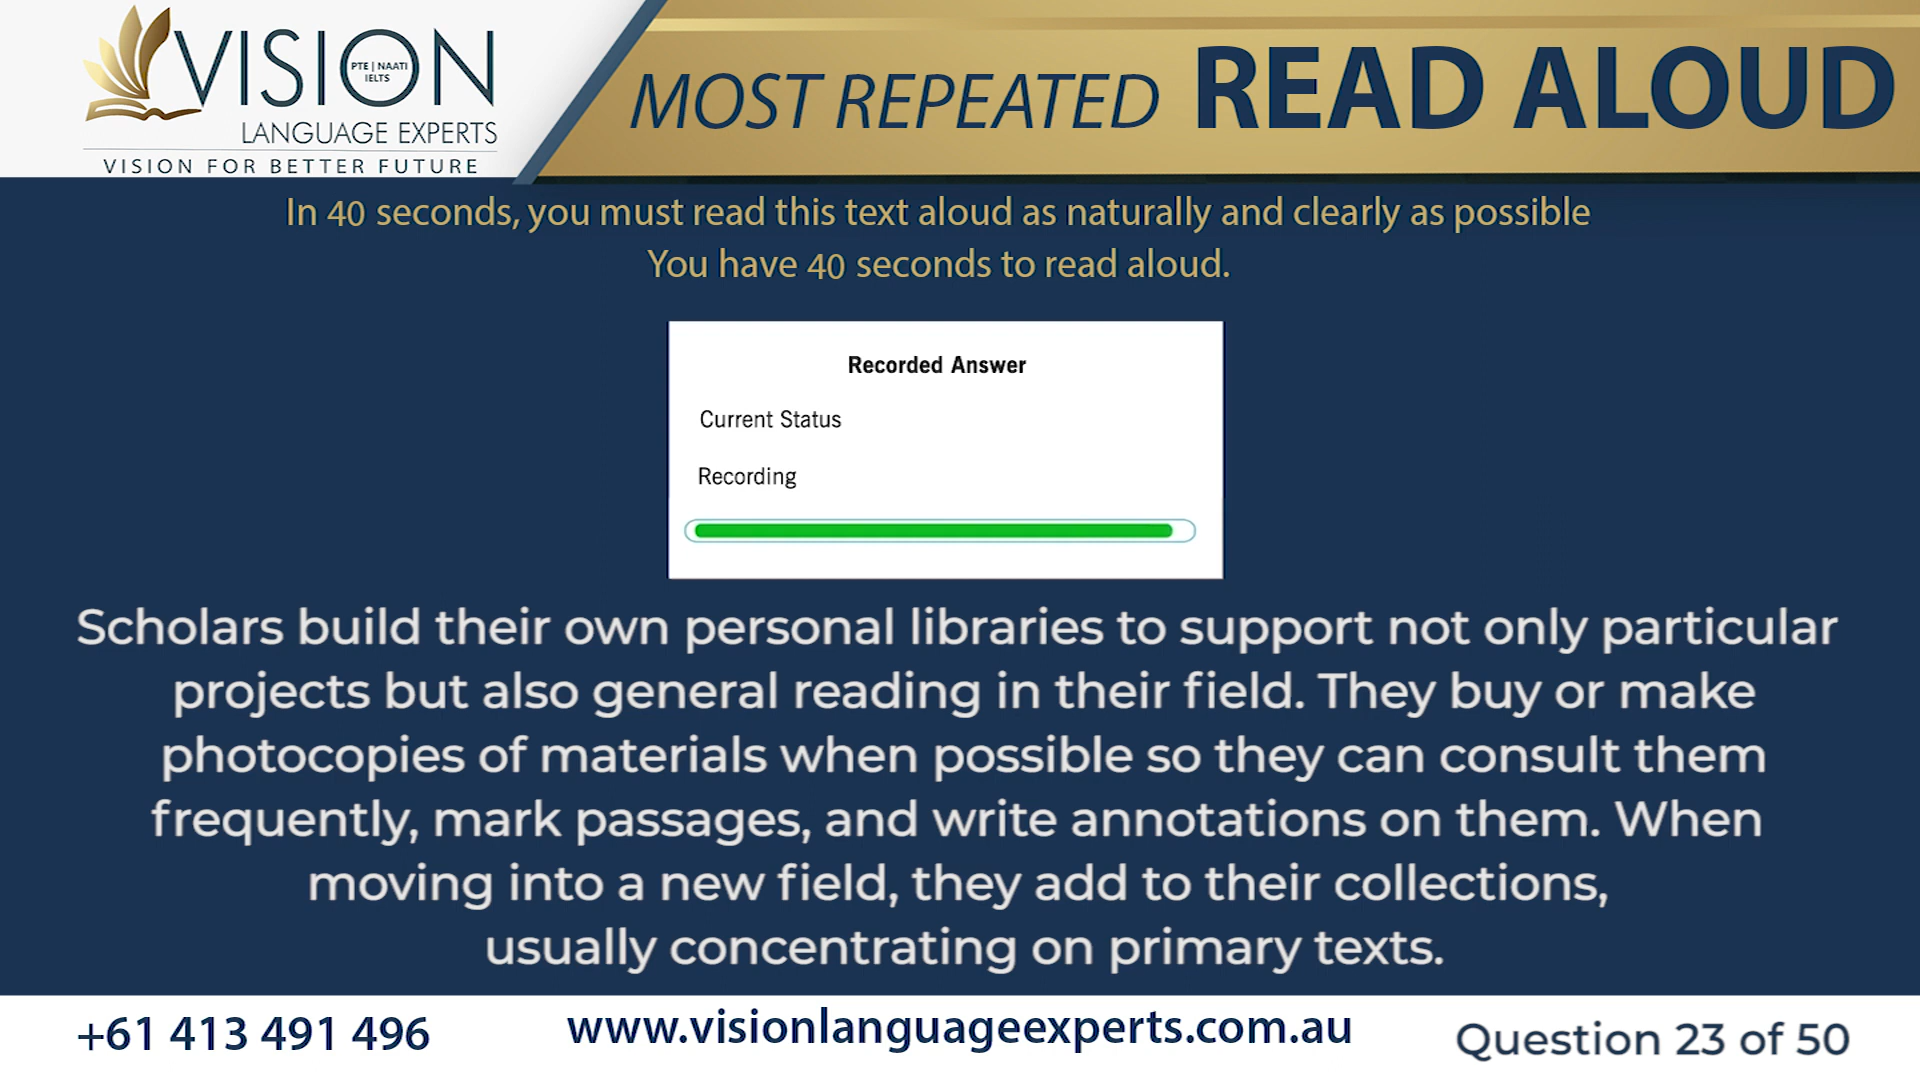 VISION
PTE | NAATI
IELTS
LANGUAGE EXPERTS
VISION FOR BETTER FUTURE
MOST REPEATED READ ALOUD
In 40 seconds, you must read this text aloud as naturally and clearly as possible
You have 40 seconds to read aloud.
Recorded Answer
Current Status
Recording
Scholars build their own personal libraries to support not only particular
projects but also general reading in their field. They buy or make
photocopies of materials when possible so they can consult them
frequently, mark passages, and write annotations on them. When
moving into a new field, they add to their collections,
usually concentrating on primary texts.
+61 413 491 496
www.visionlanguageexperts.com.au
Question 23 of 50